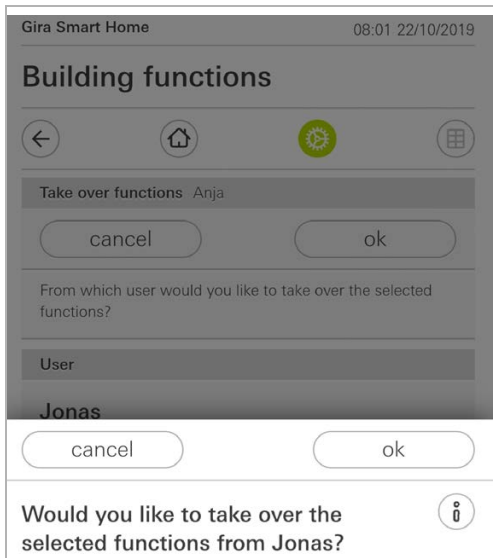 Gira Smart Home 08:01 22/10/2019
Building functions
Take over functions Anja
cancel ok
From which user would you like to take over the selected
functions?
User
Jonas
cancel ok
Would you like to take over the
selected functions from Jonas?